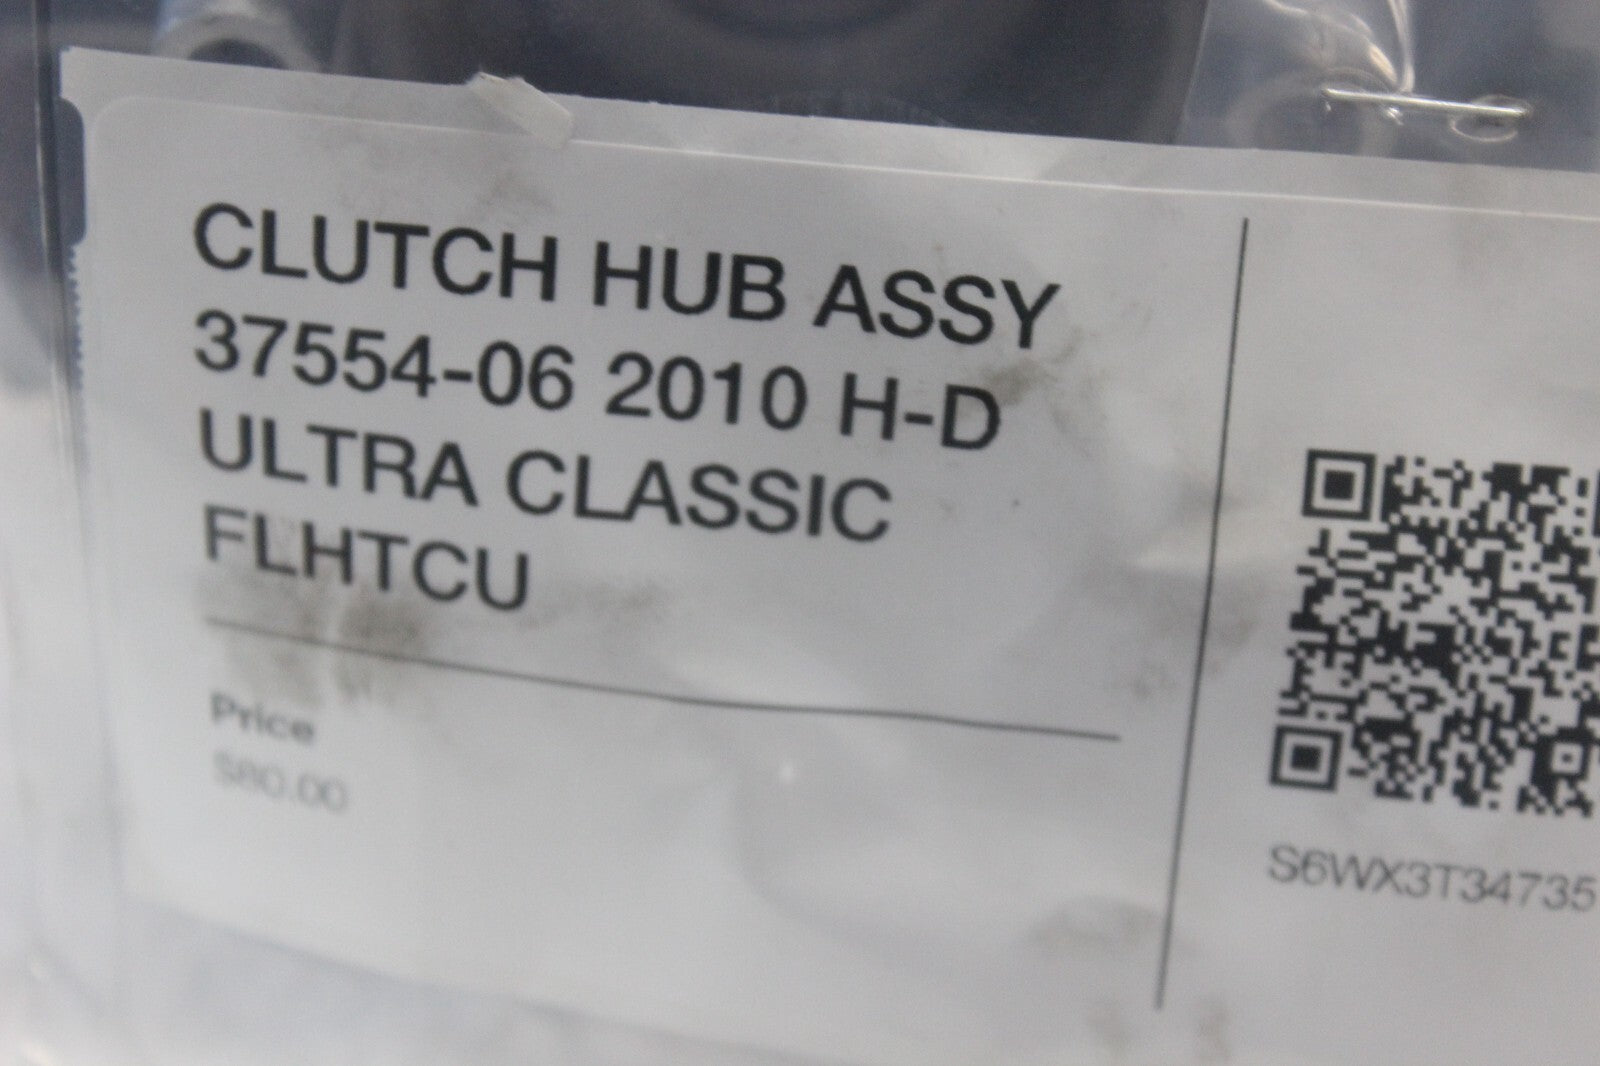 CLUTCH HUB ASSY
37554-06 2010 H-D
ULTRA CLASSIC
FLHTCU
Price
$80.00
S6WX3T34735